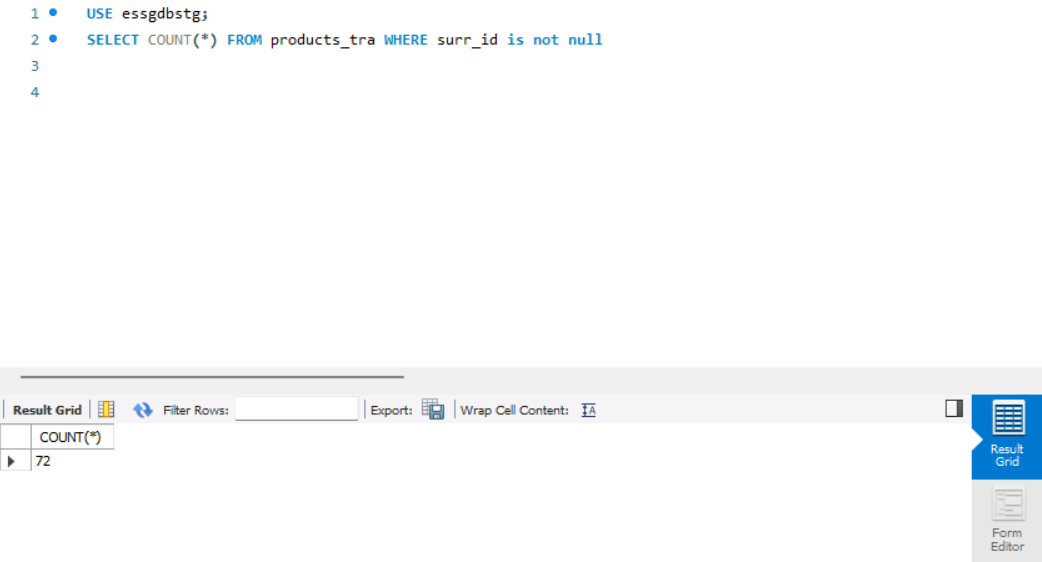 1 USE essgdbstg;
2 SELECT COUNT(*) FROM products_tra WHERE surr_id is not null
3
4
Result Grid Filter Rows: Export: Wrap Cell Content: IA
COUNT(*)
72
Result
Grid
Form
Editor